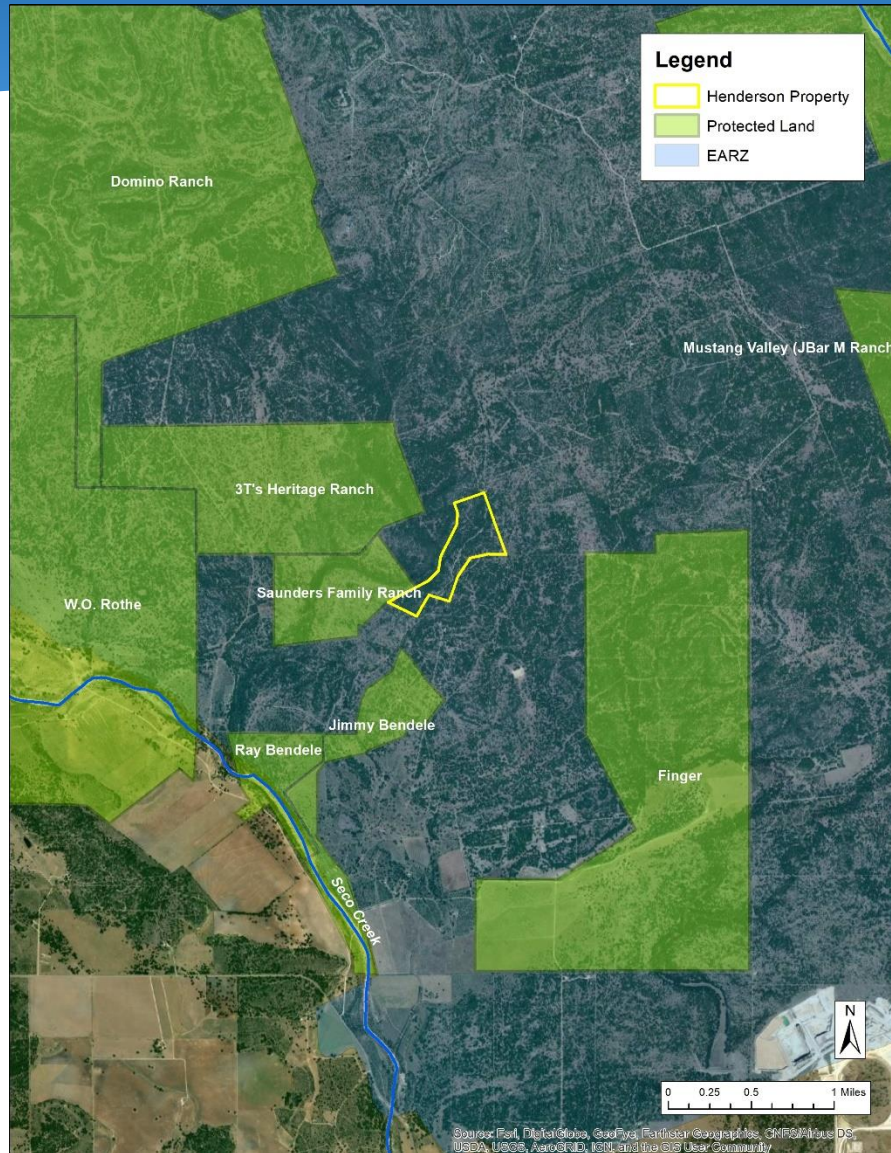 Legend
Henderson Property
Protected Land
EARZ
Domino Ranch
Mustang Valley (JBar M Ranch
3T's Heritage Ranch
Saunders Family Ranch
W.O. Rothe
Jimmy Bendele
Ray Bendele
Finger
Seco Creek
N
0 0.25 0.5 1 Miles
Source: Esri, DigitalGlobe, GeoEye, Earthstar Geographics, CNES/Airbus DS,
USDA, USGS, AeroGRID, IGN, and the GIS User Community